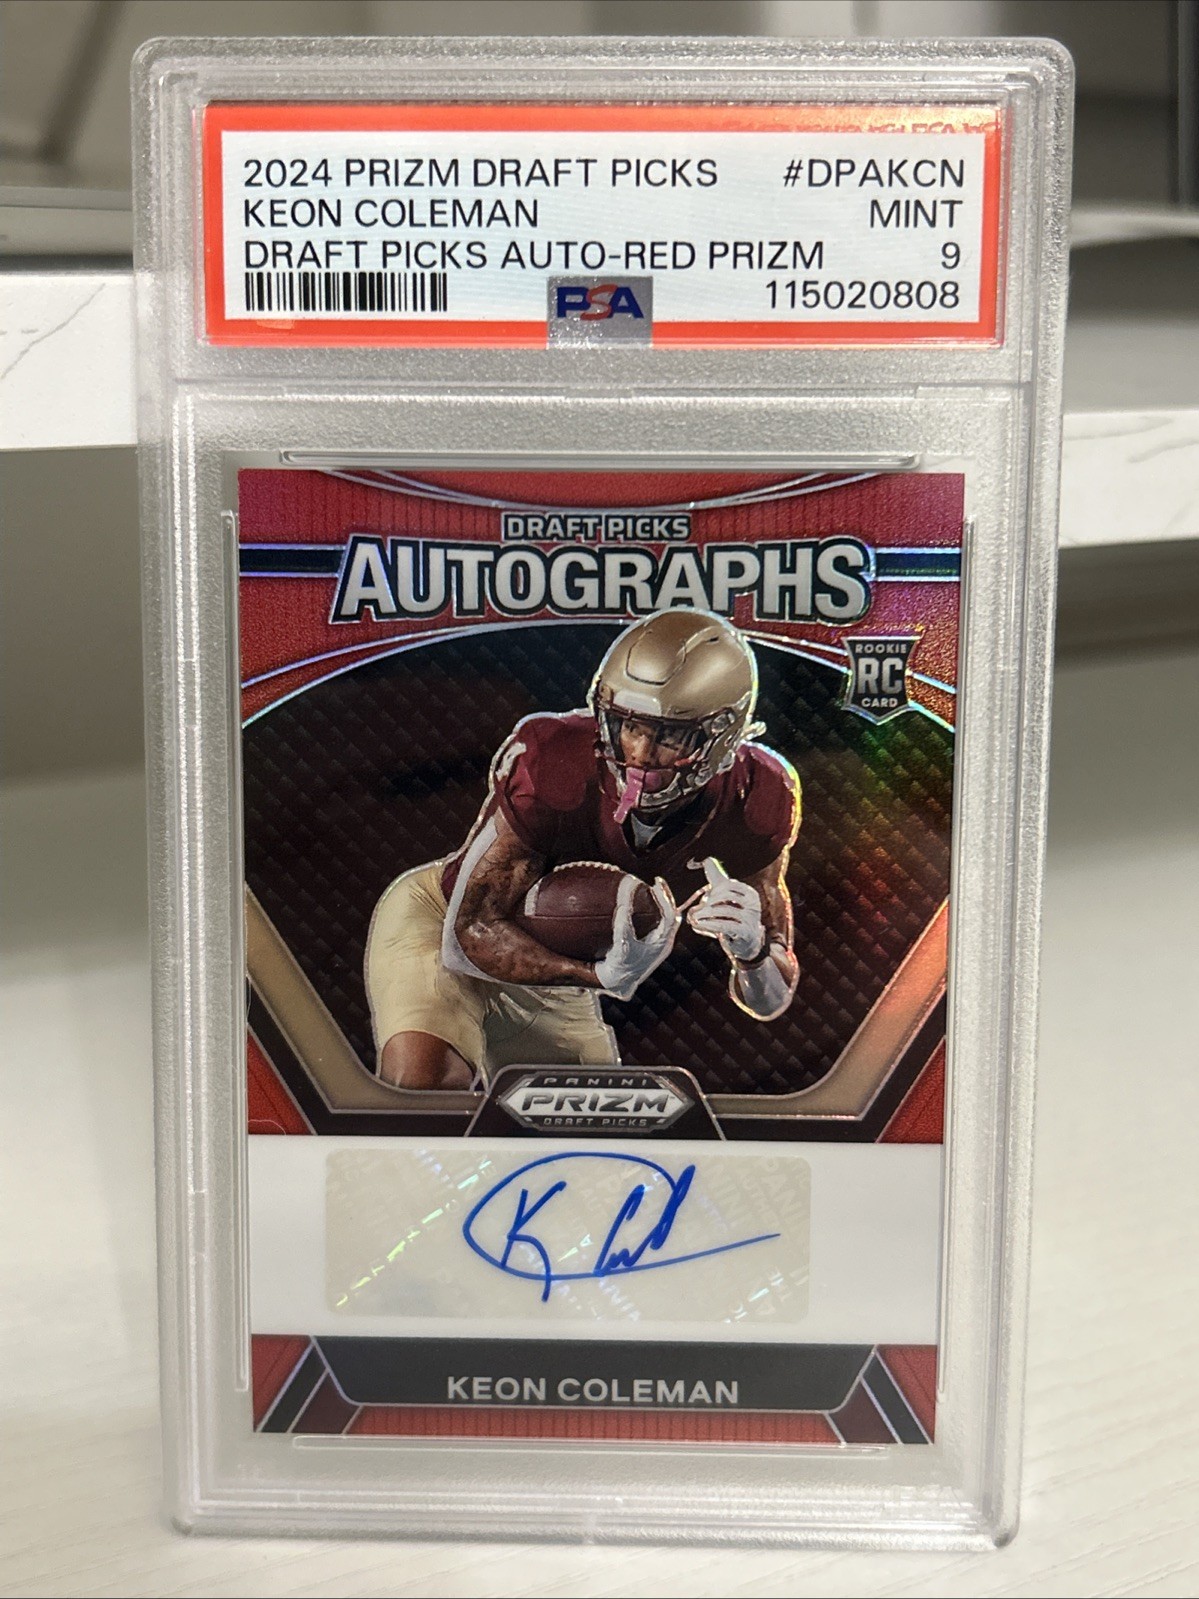 2024 PRIZM DRAFT PICKS #DPAKCN
KEON COLEMAN MINT
DRAFT PICKS AUTO-RED PRIZM 9
PSA 115020808
DRAFT PICKS
AUTOGRAPHS
ROOKIE
RC
CARD
4
PANINI
PRIZM
DRAFT PICKS
KEON COLEMAN